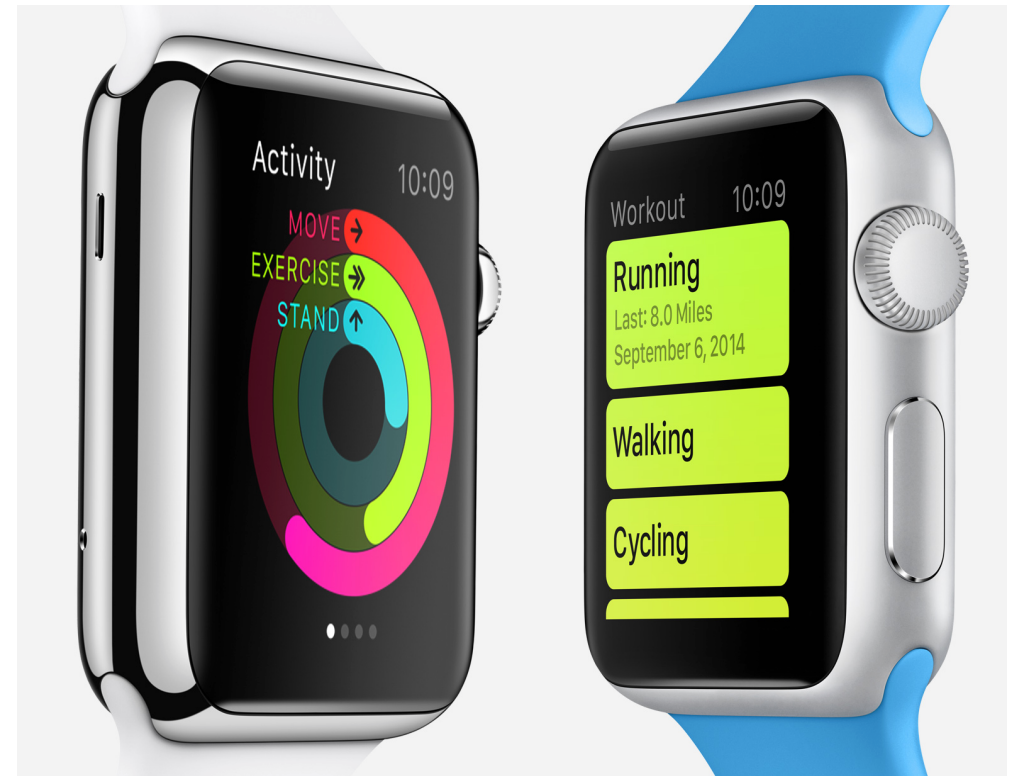 Activity
10:09
MOVE
EXERCISE
STAND
Workout 10:09
Running
Last: 8.0 Miles
September 6, 2014
Walking
Cycling